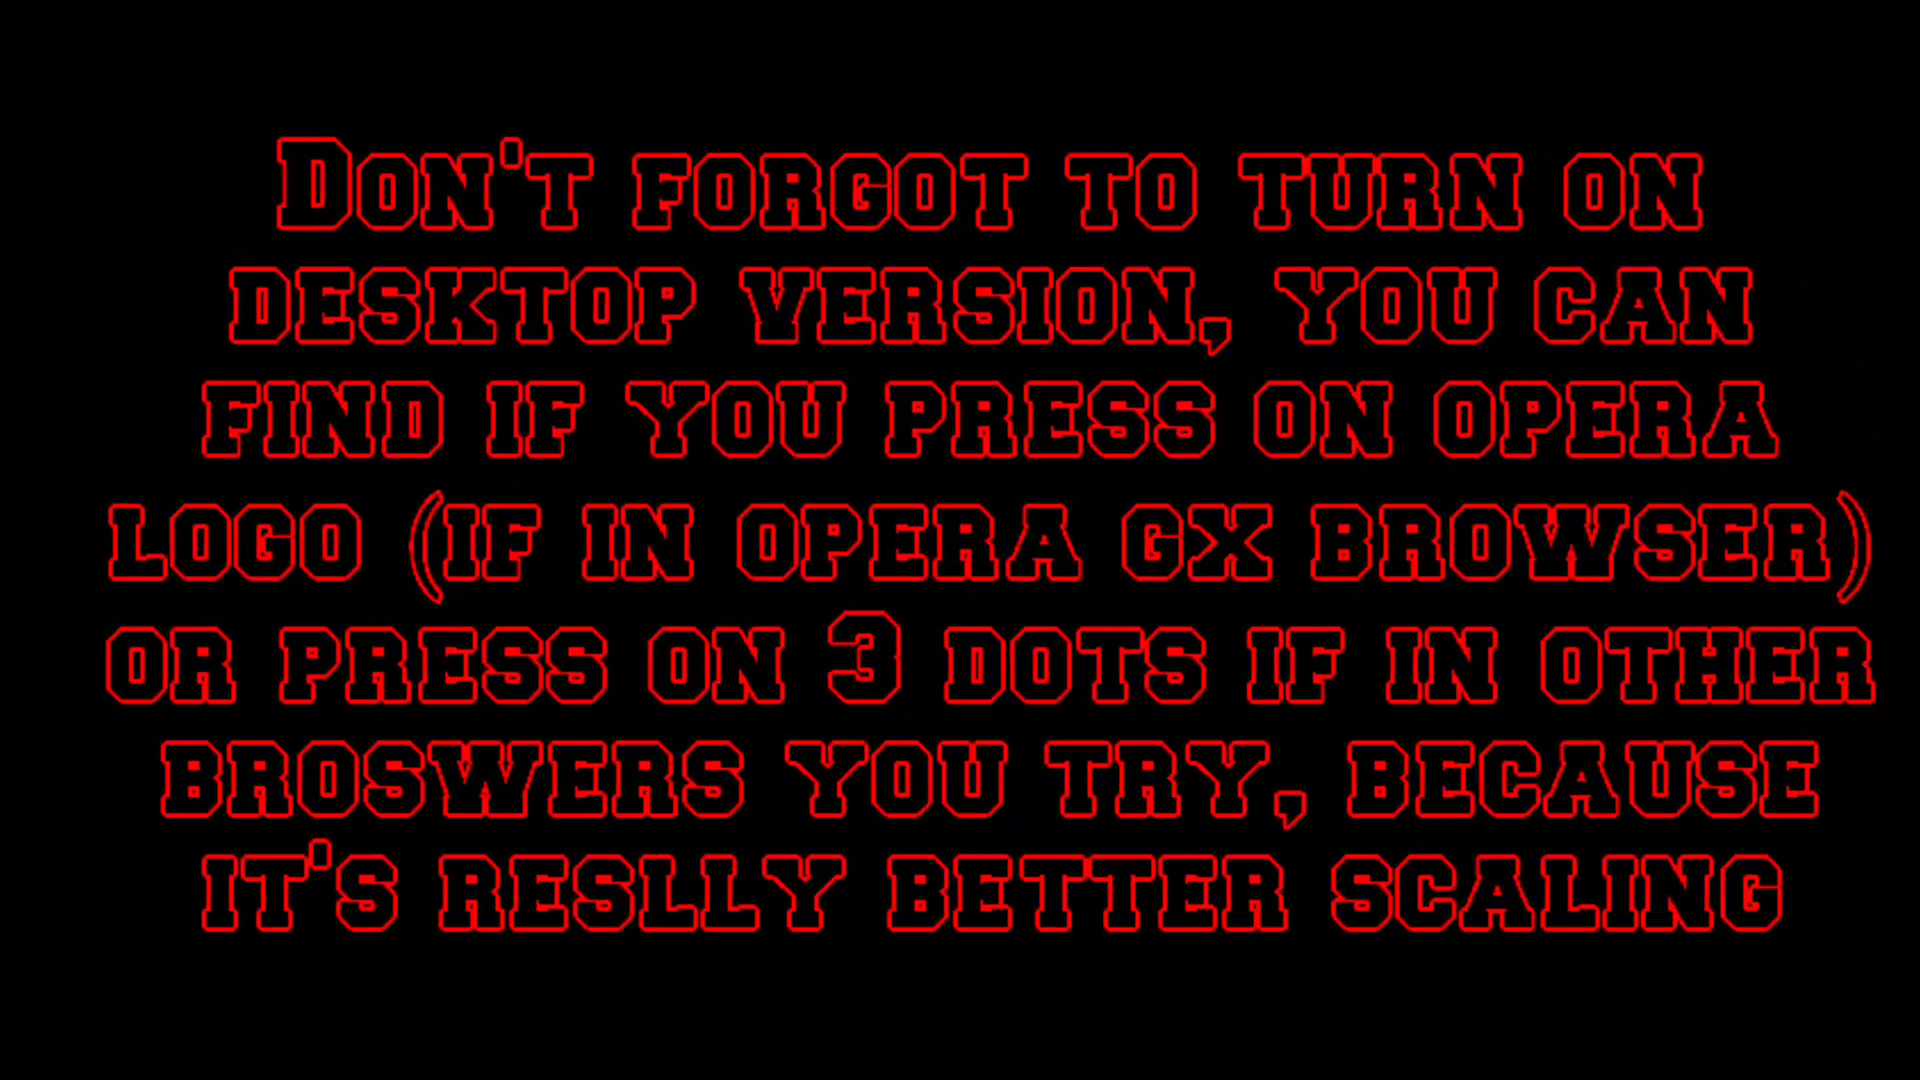 Don't forgot to turn on
desktop version, you can
find if you press on opera
logo (if in opera gx browser)
or press on 3 dots if in other
broswers you try, because
it's reslly better scaling